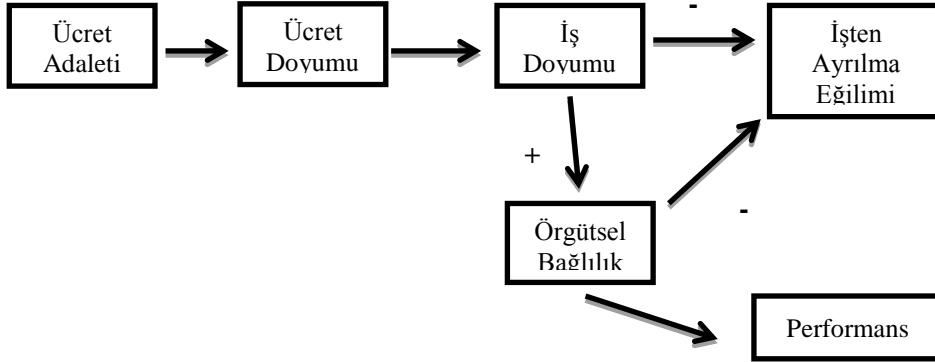 Ücret
Adaleti
Ücret
Doyumu
İş
Doyumu
-
İşten
Ayrılma
Eğilimi
+
-
Örgütsel
Bağlılık
Performans